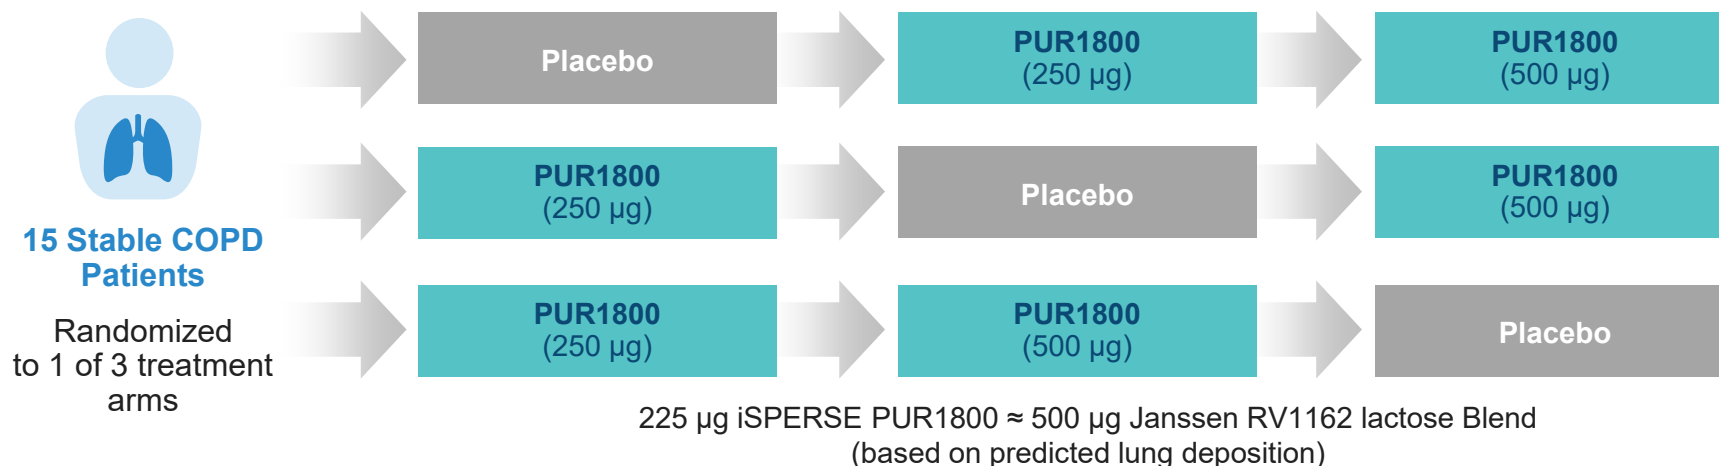 15 Stable COPD
Patients
Randomized
to 1 of 3 treatment
arms
Placebo
PUR1800
(250 µg)
PUR1800
(500 µg)
PUR1800
(250 µg)
Placebo
PUR1800
(500 µg)
PUR1800
(250 µg)
PUR1800
(500 µg)
Placebo
225 µg iSPERSE PUR1800 ≈ 500 µg Janssen RV1162 lactose Blend
(based on predicted lung deposition)